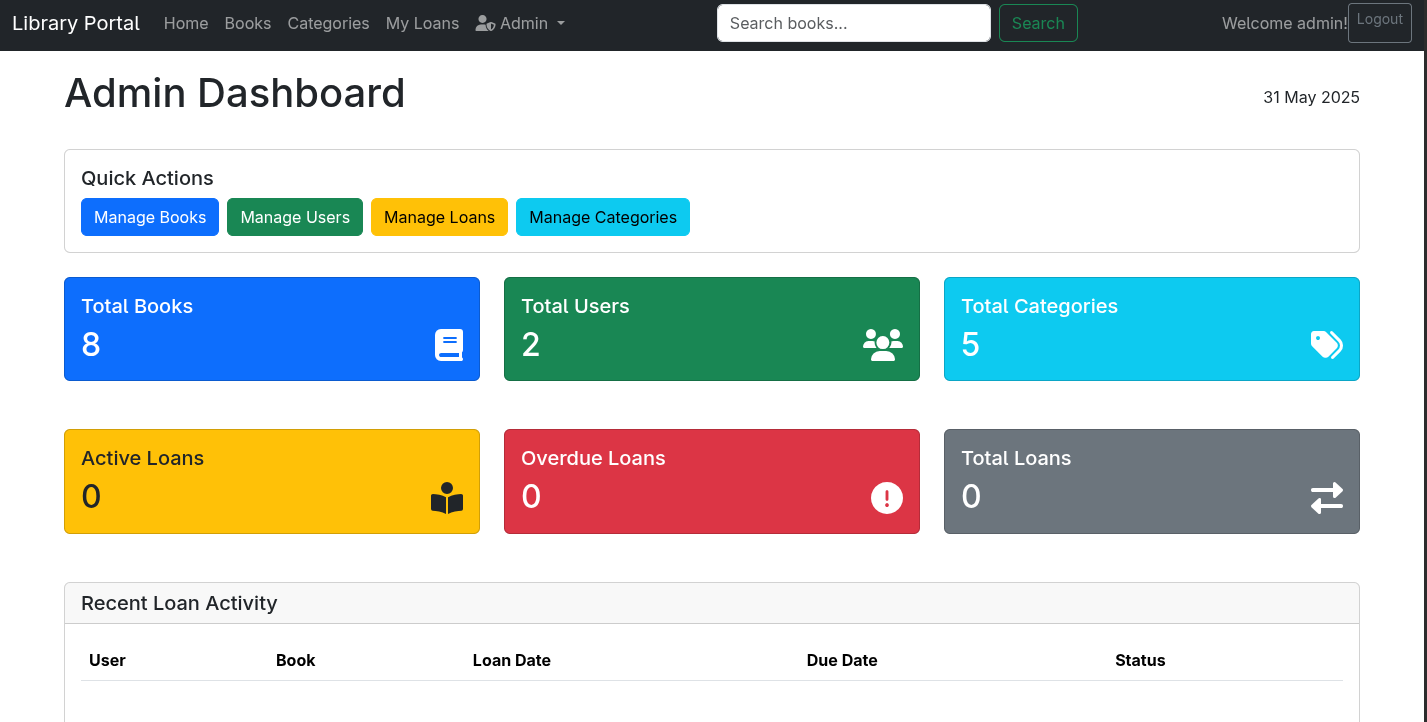 Library Portal Home Books Categories My Loans Admin Search books... Search Welcome admin! Logout
Admin Dashboard 31 May 2025
Quick Actions
Manage Books Manage Users Manage Loans Manage Categories
Total Books Total Users Total Categories
8 2 5
Active Loans Overdue Loans Total Loans
0 0 0
Recent Loan Activity
User Book Loan Date Due Date Status